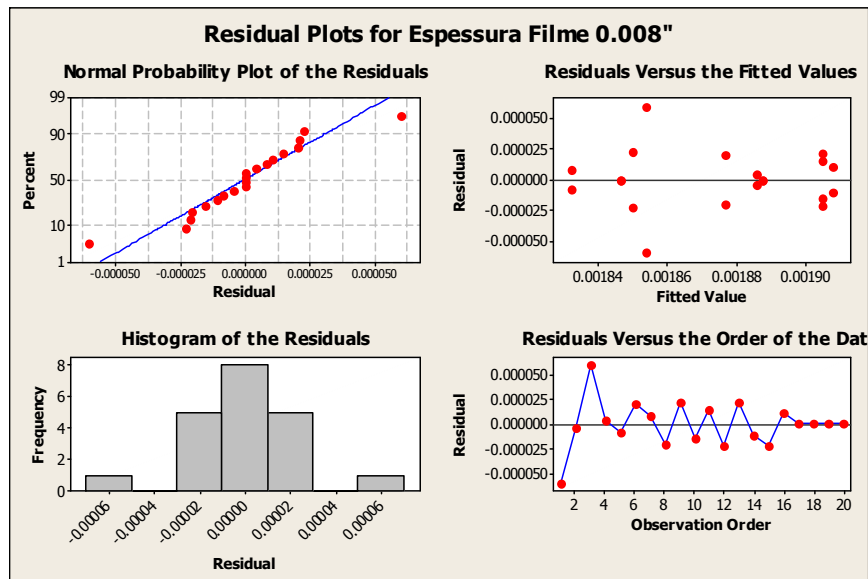 Residual Plots for Espessura Filme 0.008"
Normal Probability Plot of the Residuals
99
90
50
10
1
Percent
-0.000050
-0.000025
0.000000
0.000025
0.000050
Residual
Residuals Versus the Fitted Values
0.000050
0.000025
0.000000
-0.000025
-0.000050
Residual
0.00184
0.00186
0.00188
0.00190
Fitted Value
Histogram of the Residuals
8
6
4
2
0
Frequency
-0.00006
-0.00004
-0.00002
0.00000
0.00002
0.00004
0.00006
Residual
Residuals Versus the Order of the Dat
0.000050
0.000025
0.000000
-0.000025
-0.000050
Residual
2 4 6 8 10 12 14 16 18 20
Observation Order